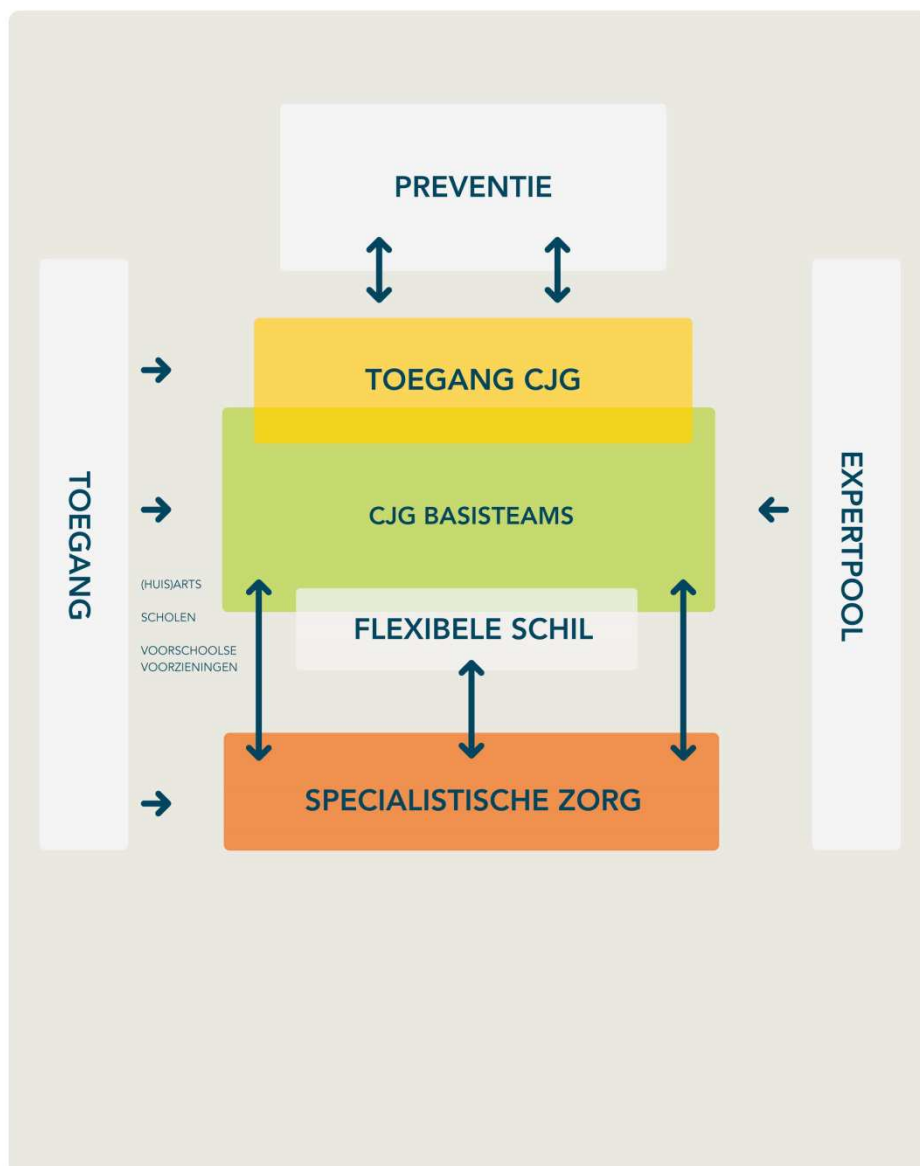 PREVENTIE
TOEGANG CJG
TOEGANG
CJG BASISTEAMS
(HUIS)ARTS
SCHOLEN
VOORSCHOOLSE
VOORZIENINGEN
FLEXIBELE SCHIL
SPECIALISTISCHE ZORG
EXPERTPOOL